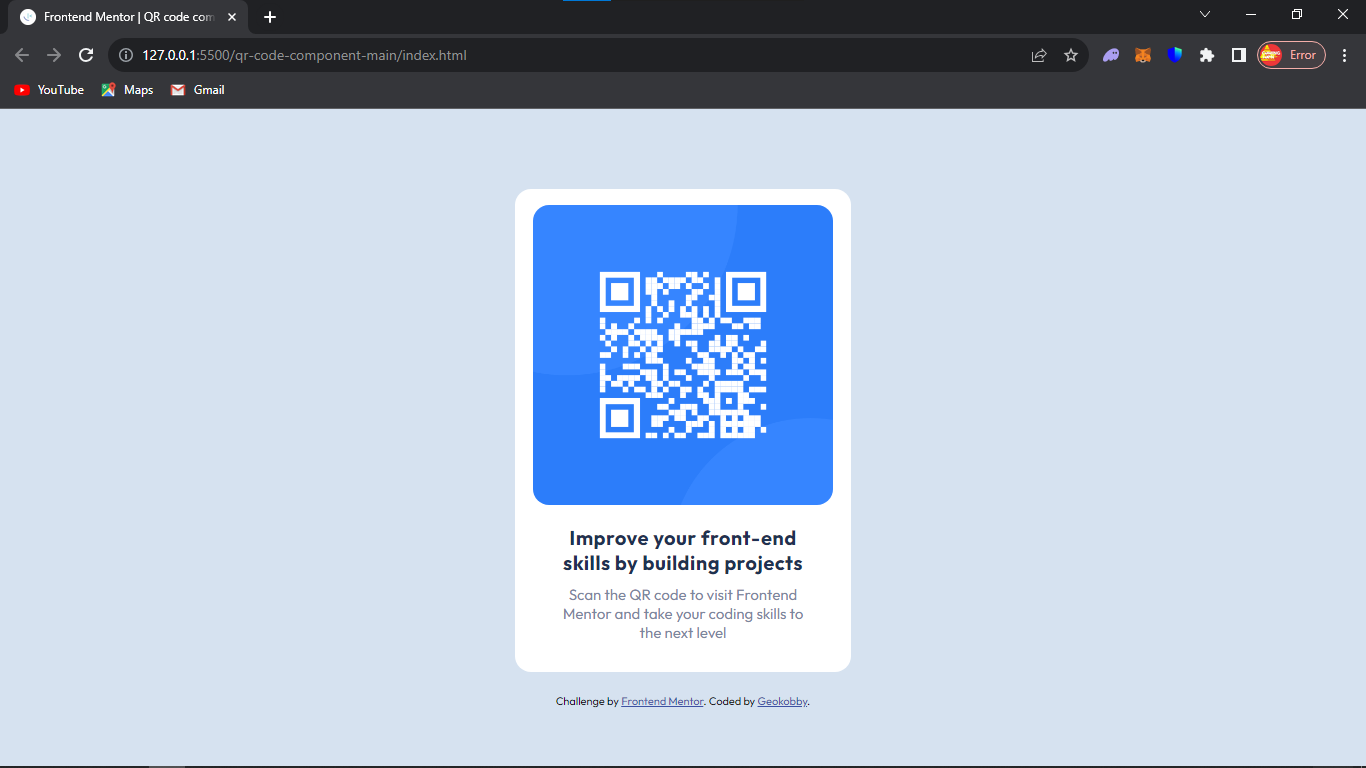 Frontend Mentor | QR code com
127.0.0.1:5500/qr-code-component-main/index.html
Error
YouTube
Maps
Gmail
Improve your front-end
skills by building projects
Scan the QR code to visit Frontend
Mentor and take your coding skills to
the next level
Challenge by Frontend Mentor. Coded by Geokobby.